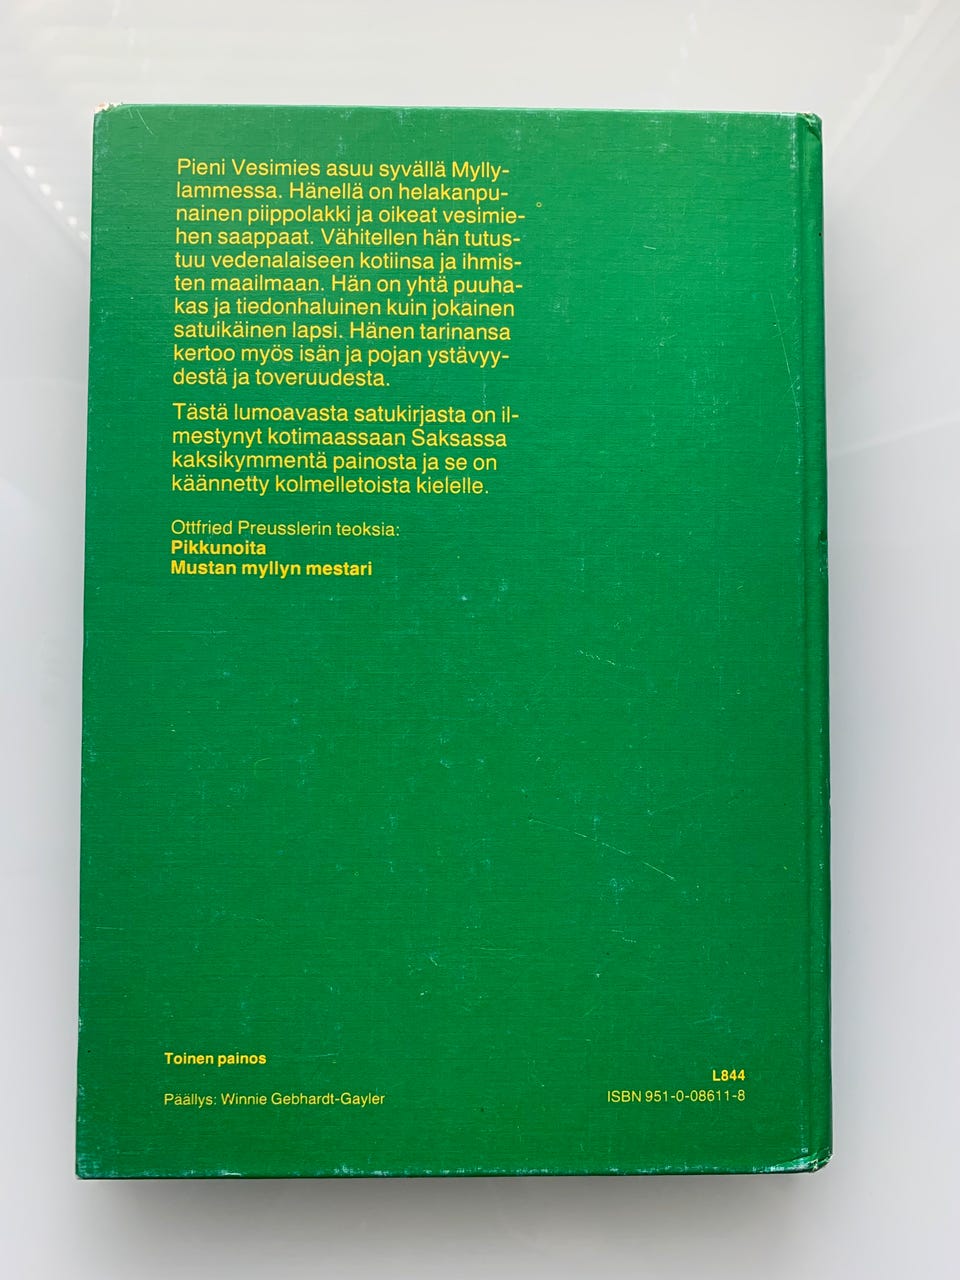 Pieni Vesimies asuu syvällä Mylly-
lammessa. Hänellä on helakanpu-
nainen piippolakki ja oikeat vesimie-
hen saappaat. Vähitellen hän tutus-
tuu vedenalaiseen kotiinsa ja ihmis-
ten maailmaan. Hän on yhtä puuha-
kas ja tiedonhaluinen kuin jokainen
satuikäinen lapsi. Hänen tarinansa
kertoo myös isän ja pojan ystävyy-
destä ja toveruudesta.
Tästä lumoavasta satukirjasta on il-
mestynyt kotimaassaan Saksassa
kaksikymmentä painosta ja se on
käännetty kolmelletoista kielelle.
Ottfried Preusslerin teoksia:
Pikkunoita
Mustan myllyn mestari
Toinen painos
Päällys: Winnie Gebhardt-Gayler
L844
ISBN 951-0-08611-8